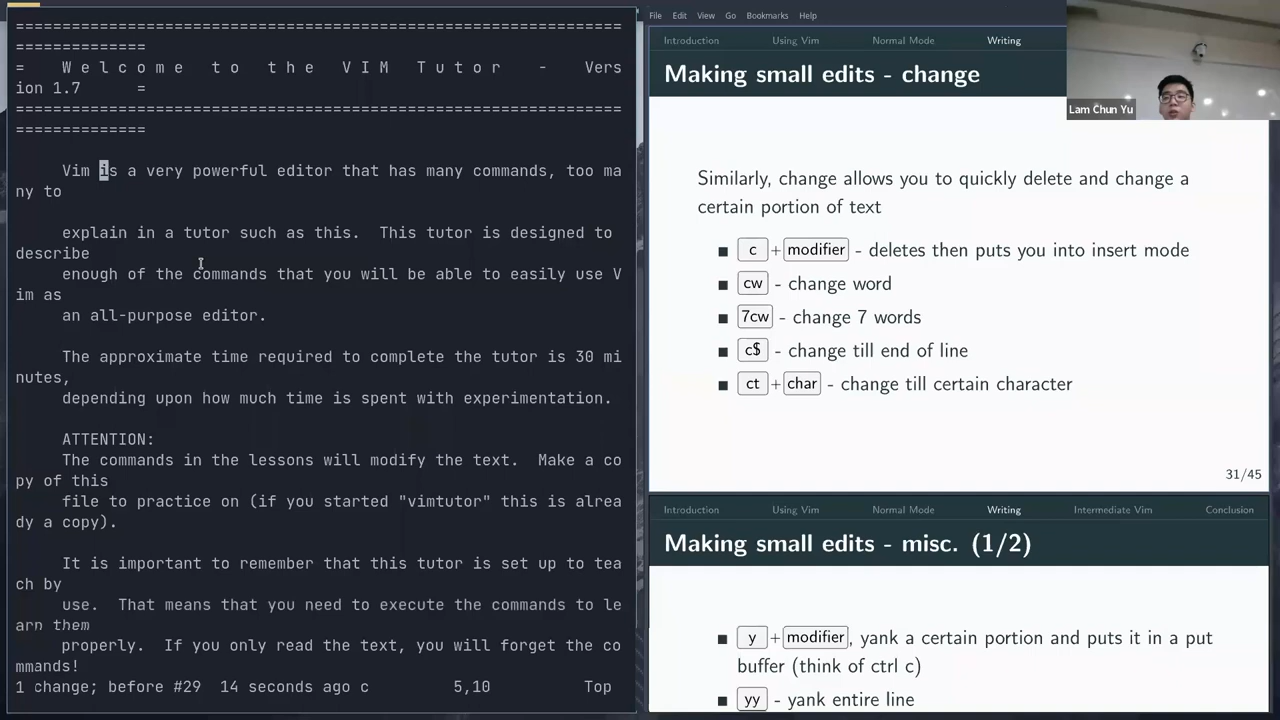 ==================================================================
==============
=    W e l c o m e   t o   t h e   V I M   T u t o r    -    Vers
ion 1.7      =
==================================================================
==============
Vim is a very powerful editor that has many commands, too ma
ny to
explain in a tutor such as this.  This tutor is designed to
describe
enough of the commands that you will be able to easily use V
im as
an all-purpose editor.
The approximate time required to complete the tutor is 30 mi
nutes,
depending upon how much time is spent with experimentation.
ATTENTION:
The commands in the lessons will modify the text.  Make a co
py of this
file to practice on (if you started "vimtutor" this is alrea
dy a copy).
It is important to remember that this tutor is set up to tea
ch by
use.  That means that you need to execute the commands to le
arn them
properly.  If you only read the text, you will forget the co
mmands!
1 change; before #29  14 seconds ago c 5,10 Top
File Edit View Go Bookmarks Help
Introduction Using Vim Normal Mode Writing
Making small edits - change
Lam Chun Yu
Similarly, change allows you to quickly delete and change a
certain portion of text
c + modifier - deletes then puts you into insert mode
cw - change word
7cw - change 7 words
c$ - change till end of line
ct + char - change till certain character
31/45
Introduction Using Vim Normal Mode Writing Intermediate Vim Conclusion
Making small edits - misc. (1/2)
y + modifier, yank a certain portion and puts it in a put
buffer (think of ctrl c)
yy - yank entire line